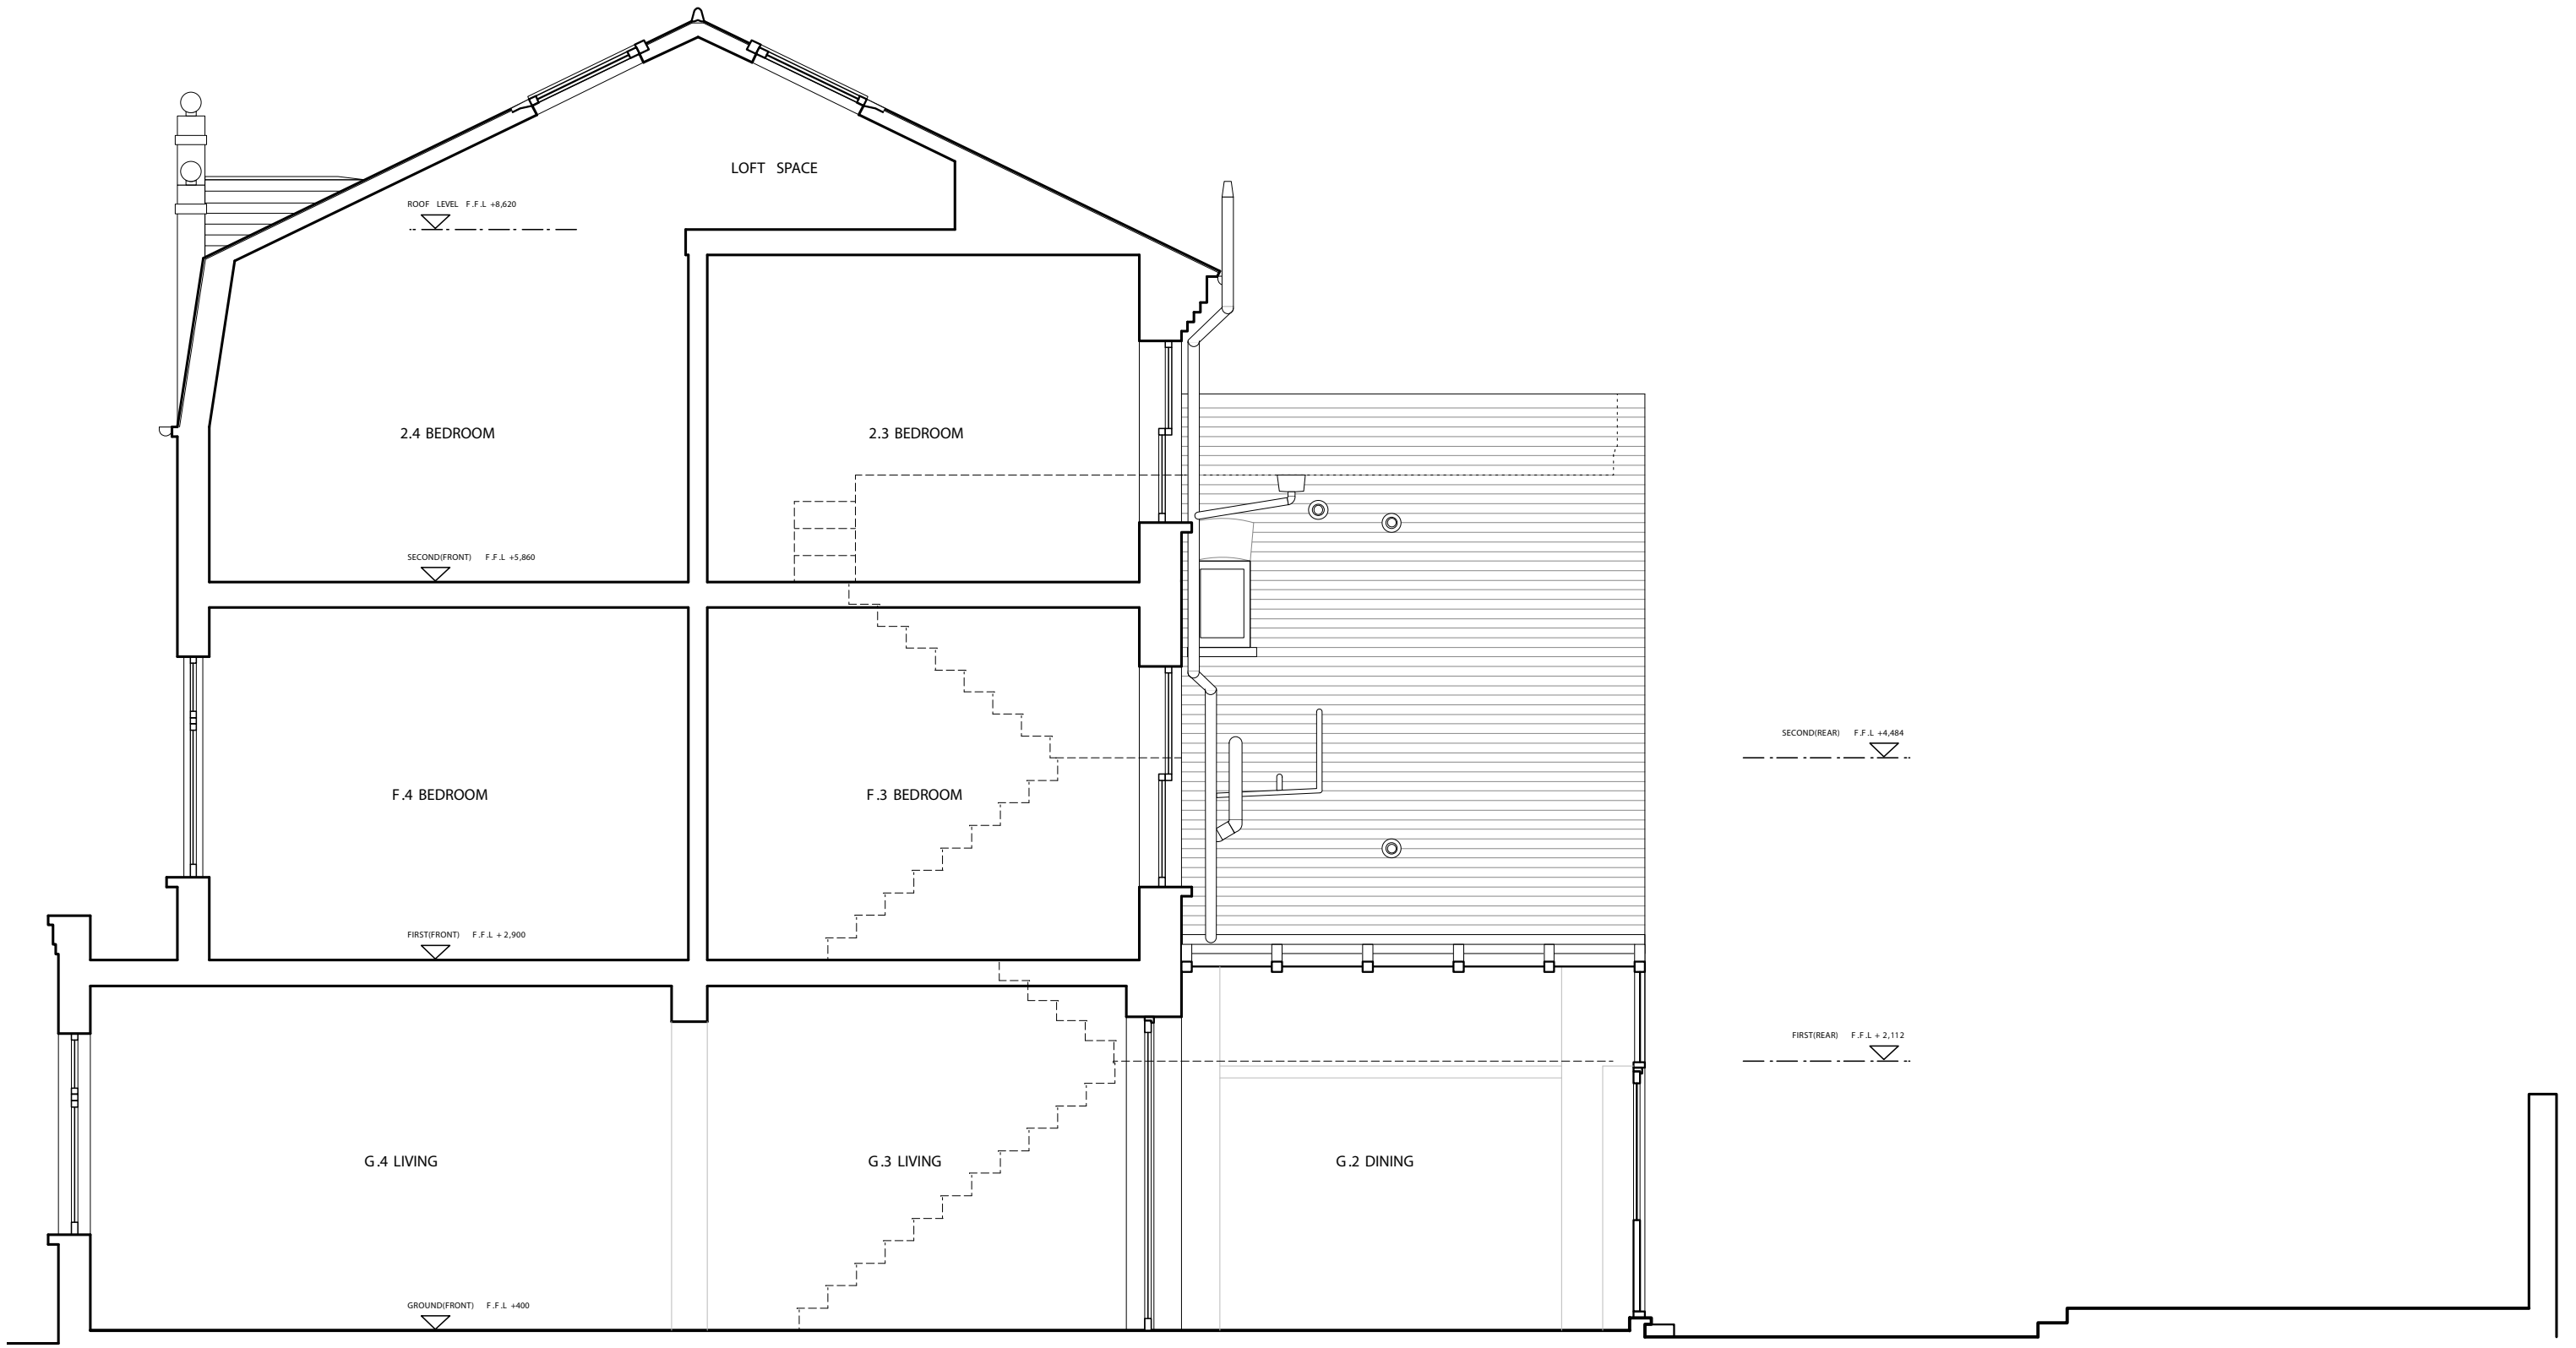 LOFT SPACE
ROOF LEVEL F.F.L +8,620
2.4 BEDROOM
2.3 BEDROOM
SECOND(FRONT) F.F.L +5,860
SECOND(REAR) F.F.L +4,484
F.4 BEDROOM
F.3 BEDROOM
FIRST(FRONT) F.F.L + 2,900
FIRST(REAR) F.F.L + 2,112
G.4 LIVING
G.3 LIVING
G.2 DINING
GROUND(FRONT) F.F.L +400